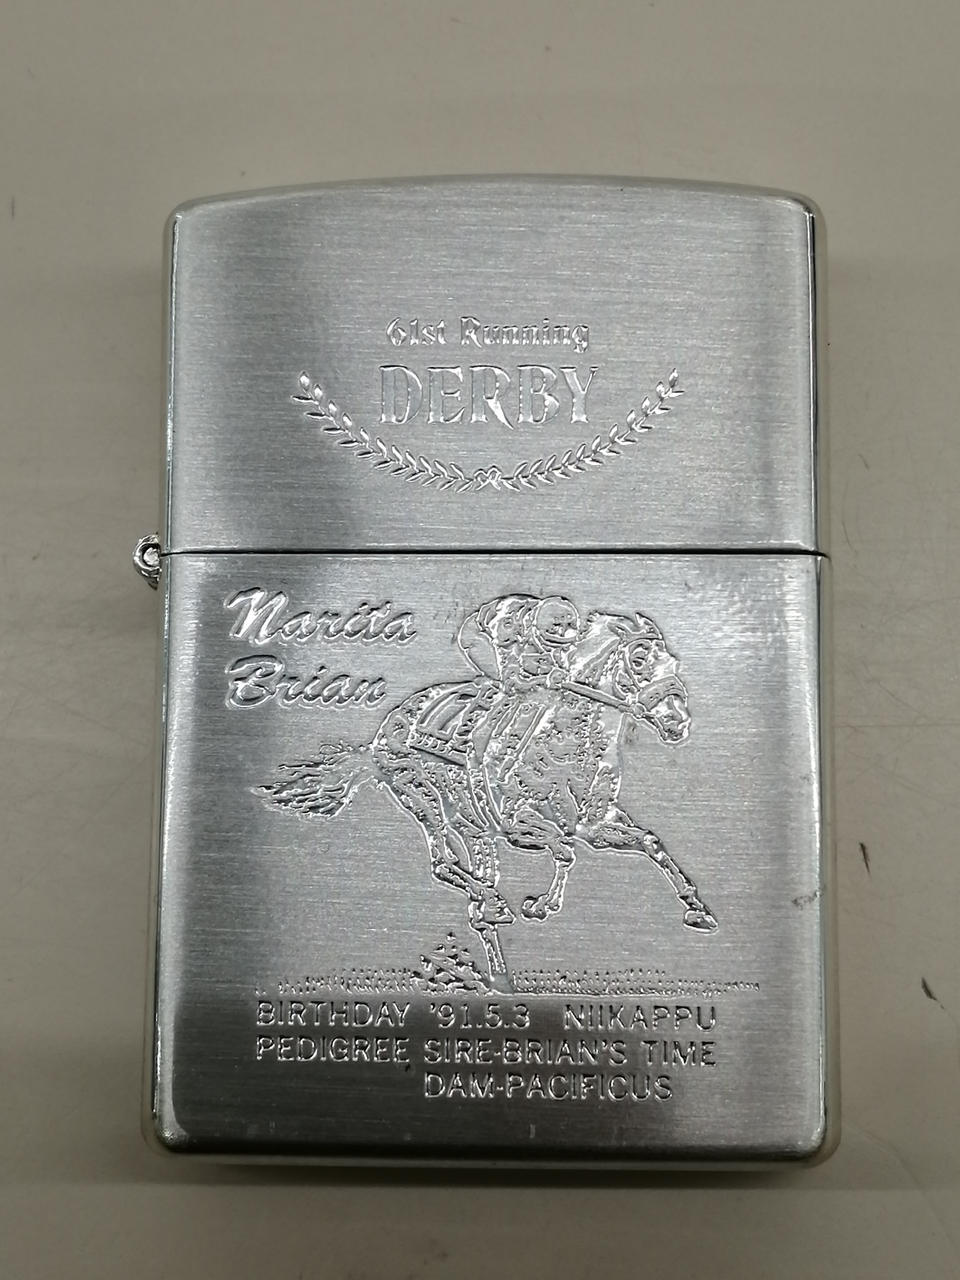 61st Running
DERBY
Narita
Brian
BIRTHDAY '91.5.3 NIIKAPPU
PEDIGREE SIRE-BRIAN'S TIME
DAM-PACIFICUS